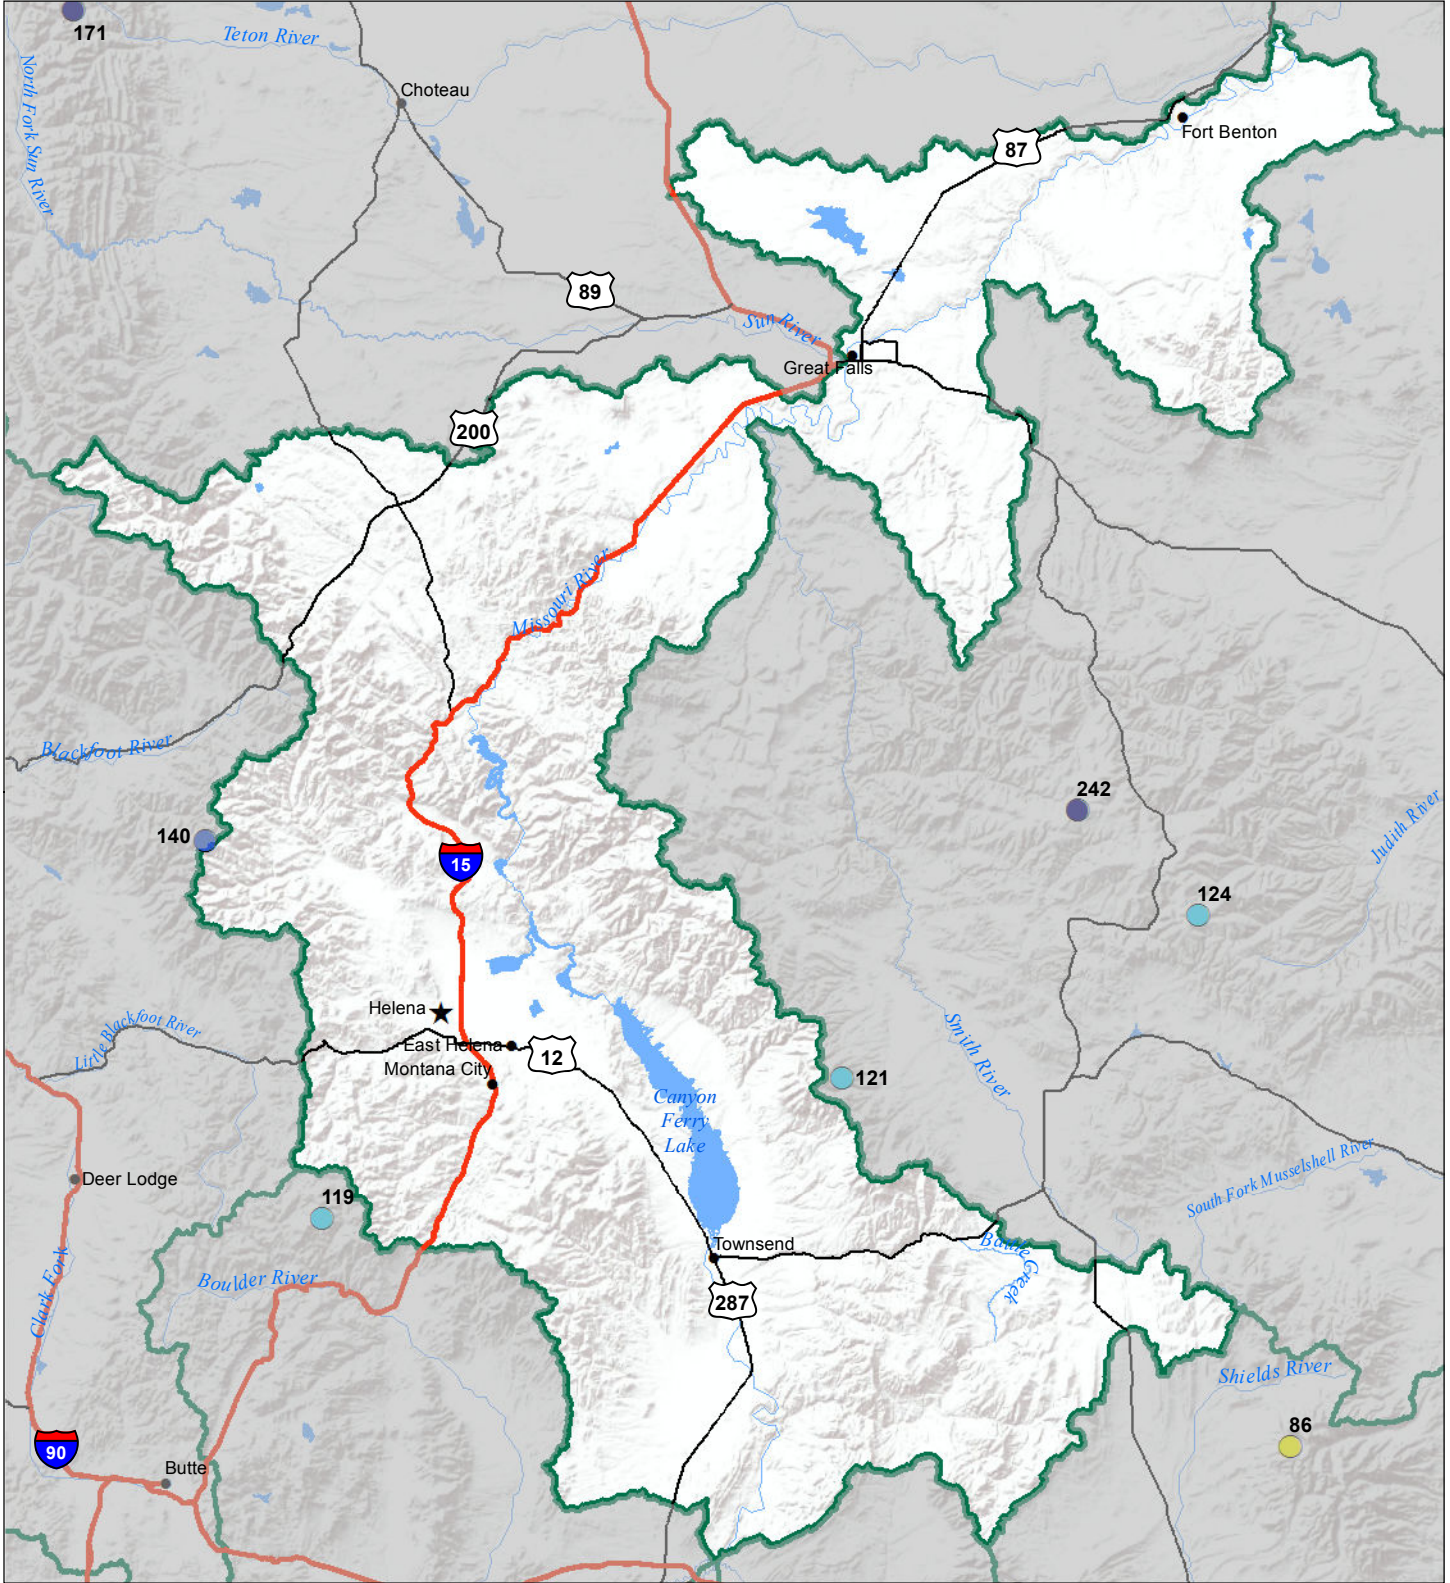 171
Teton River
North Fork Sun River
Choteau
Fort Benton
87
89
Sun River
Great Falls
200
Missouri River
Blackfoot River
242
Judith River
140
15
124
Helena
Little Blackfoot River
East Helena
12
Montana City
Smith River
121
Canyon
Ferry
Lake
Deer Lodge
119
South Fork Musselshell River
Townsend
Battle Creek
Boulder River
Clark Fork
287
Shields River
86
90
Butte